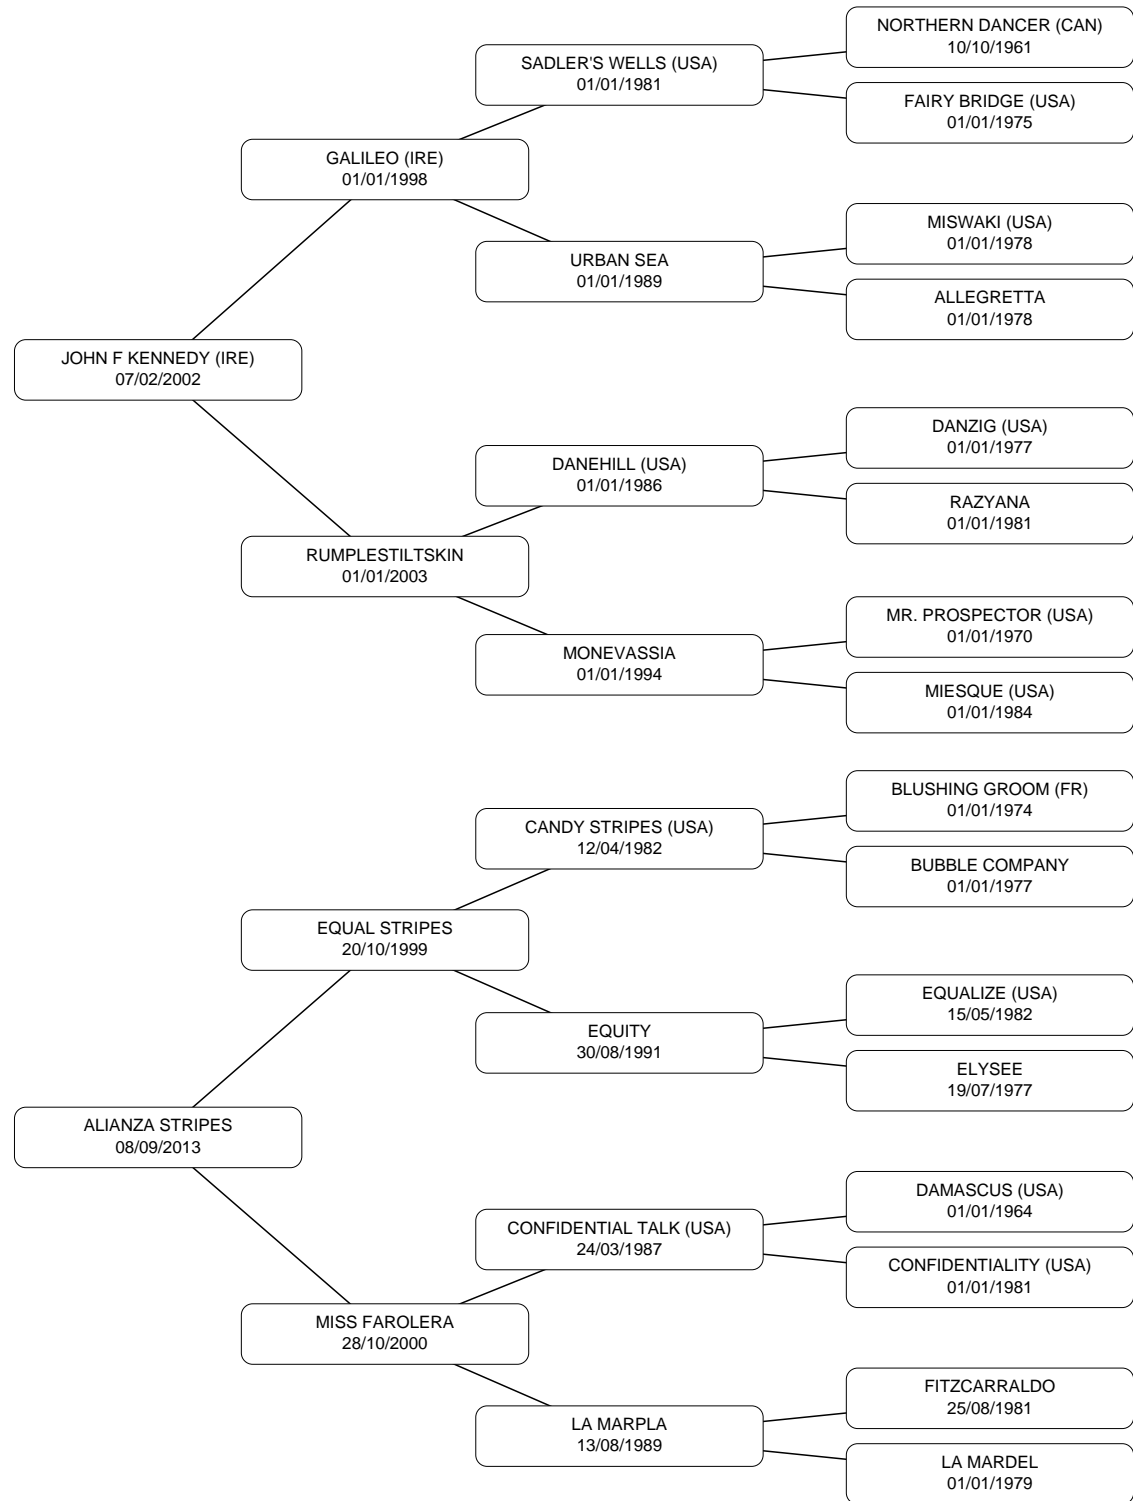 NORTHERN DANCER (CAN)
10/10/1961
SADLER'S WELLS (USA)
01/01/1981
FAIRY BRIDGE (USA)
01/01/1975
GALILEO (IRE)
01/01/1998
MISWAKI (USA)
01/01/1978
URBAN SEA
01/01/1989
ALLEGRETTA
01/01/1978
JOHN F KENNEDY (IRE)
07/02/2002
DANZIG (USA)
01/01/1977
DANEHILL (USA)
01/01/1986
RAZYANA
01/01/1981
RUMPLESTILTSKIN
01/01/2003
MR. PROSPECTOR (USA)
01/01/1970
MONEVASSIA
01/01/1994
MIESQUE (USA)
01/01/1984
BLUSHING GROOM (FR)
01/01/1974
CANDY STRIPES (USA)
12/04/1982
BUBBLE COMPANY
01/01/1977
EQUAL STRIPES
20/10/1999
EQUALIZE (USA)
15/05/1982
EQUITY
30/08/1991
ELYSEE
19/07/1977
ALIANZA STRIPES
08/09/2013
DAMASCUS (USA)
01/01/1964
CONFIDENTIAL TALK (USA)
24/03/1987
CONFIDENTIALITY (USA)
01/01/1981
MISS FAROLERA
28/10/2000
FITZCARRALDO
25/08/1981
LA MARPLA
13/08/1989
LA MARDEL
01/01/1979